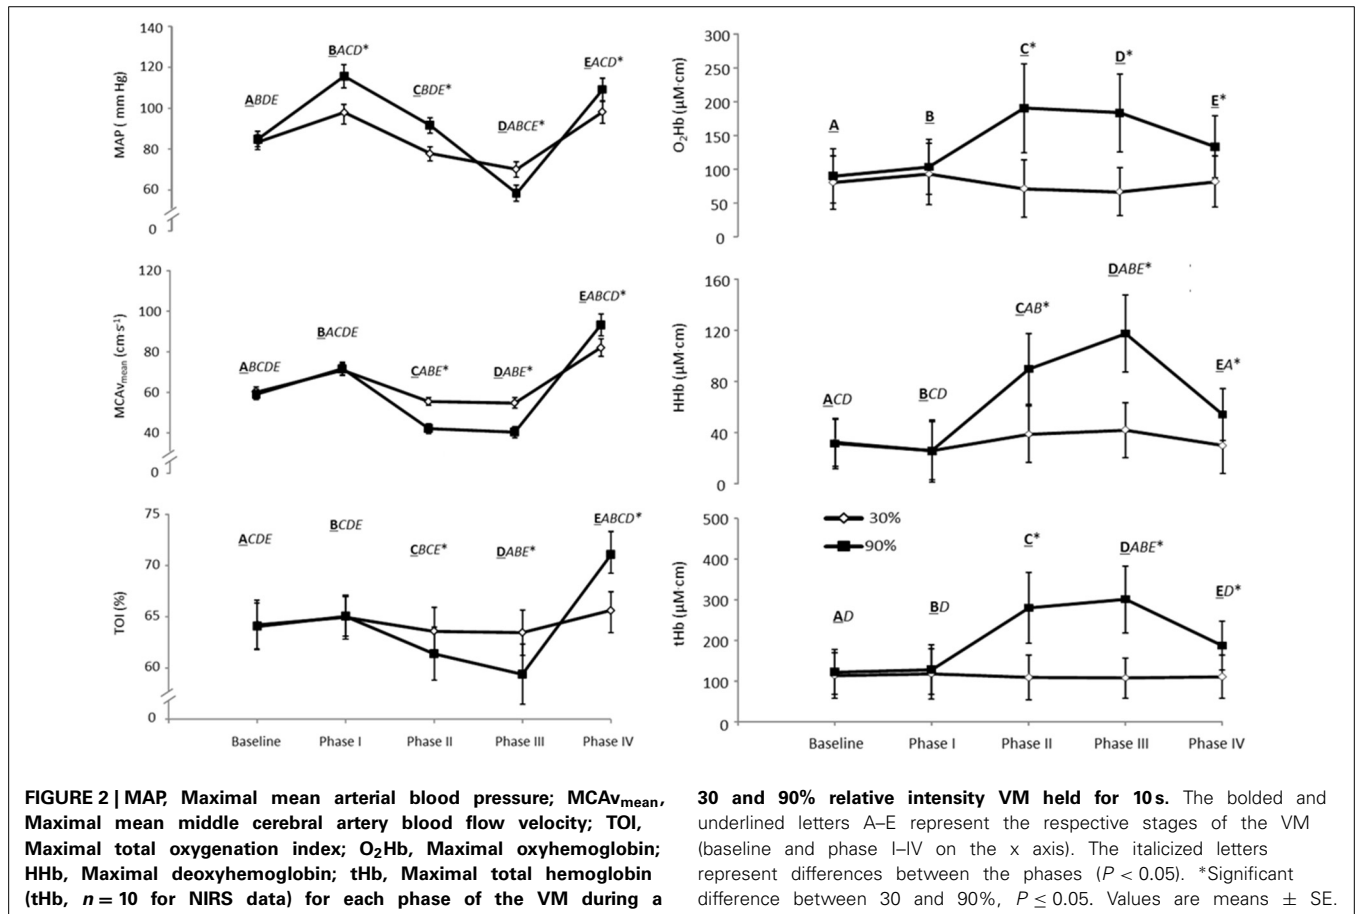 140
120
100
80
60
0
MAP ( mm Hg)
ABDE
BACD*
CBDE*
DABCE*
EACD*
120
100
80
60
40
0
MCAvmean (cm·s-1)
ABCDE
BACDE
CABE*
DABE*
EABCD*
75
70
65
60
0
TOI (%)
ACDE
BCDE
CBCE*
DABE*
EABCD*
Baseline Phase I Phase II Phase III Phase IV
300
250
200
150
100
50
0
O2Hb (μM·cm)
A
B
C*
D*
E*
160
120
80
40
0
HHb (μM·cm)
ACD
BCD
CAB*
DABE*
EA*
500
400
300
200
100
0
tHb (μM·cm)
30%
90%
AD
BD
C*
DABE*
ED*
Baseline Phase I Phase II Phase III Phase IV
FIGURE 2 | MAP, Maximal mean arterial blood pressure; MCAvmean,
Maximal mean middle cerebral artery blood flow velocity; TOI,
Maximal total oxygenation index; O2Hb, Maximal oxyhemoglobin;
HHb, Maximal deoxyhemoglobin; tHb, Maximal total hemoglobin
(tHb, n = 10 for NIRS data) for each phase of the VM during a
30 and 90% relative intensity VM held for 10 s. The bolded and
underlined letters A–E represent the respective stages of the VM
(baseline and phase I–IV on the x axis). The italicized letters
represent differences between the phases (P < 0.05). *Significant
difference between 30 and 90%, P ≤ 0.05. Values are means ± SE.